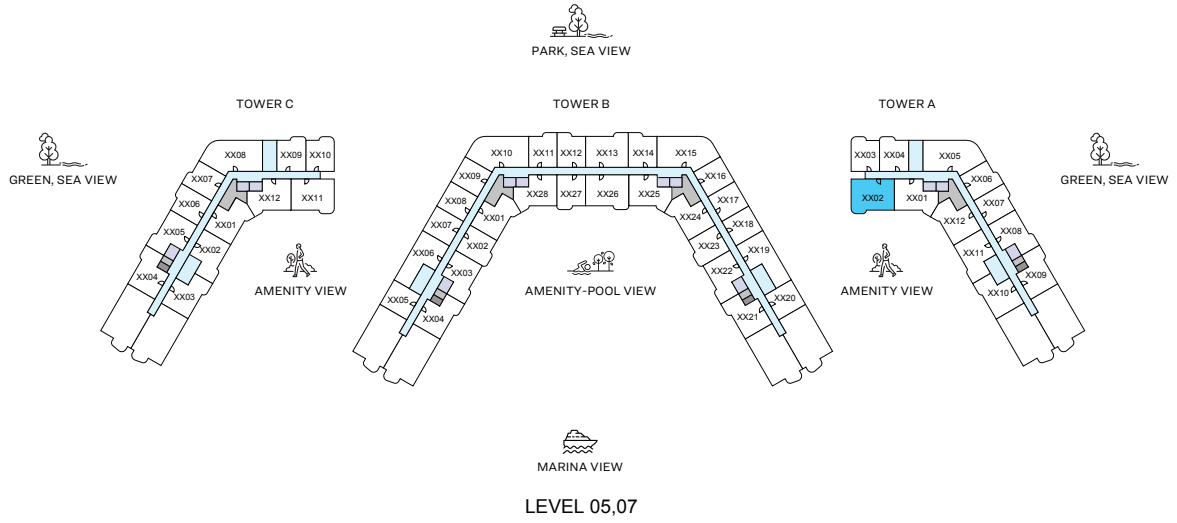 PARK, SEA VIEW
TOWER C
TOWER B
TOWER A
GREEN, SEA VIEW
GREEN, SEA VIEW
XX08
XX09
XX10
XX07
XX06
XX05
XX04
XX12
XX11
XX01
XX02
XX03
XX10
XX11
XX12
XX13
XX14
XX15
XX09
XX08
XX07
XX06
XX05
XX28
XX27
XX26
XX25
XX01
XX02
XX03
XX04
XX16
XX17
XX18
XX19
XX20
XX24
XX23
XX22
XX21
XX03
XX04
XX05
XX02
XX01
XX06
XX07
XX08
XX09
XX12
XX11
XX10
AMENITY VIEW
AMENITY-POOL VIEW
AMENITY VIEW
MARINA VIEW
LEVEL 05,07